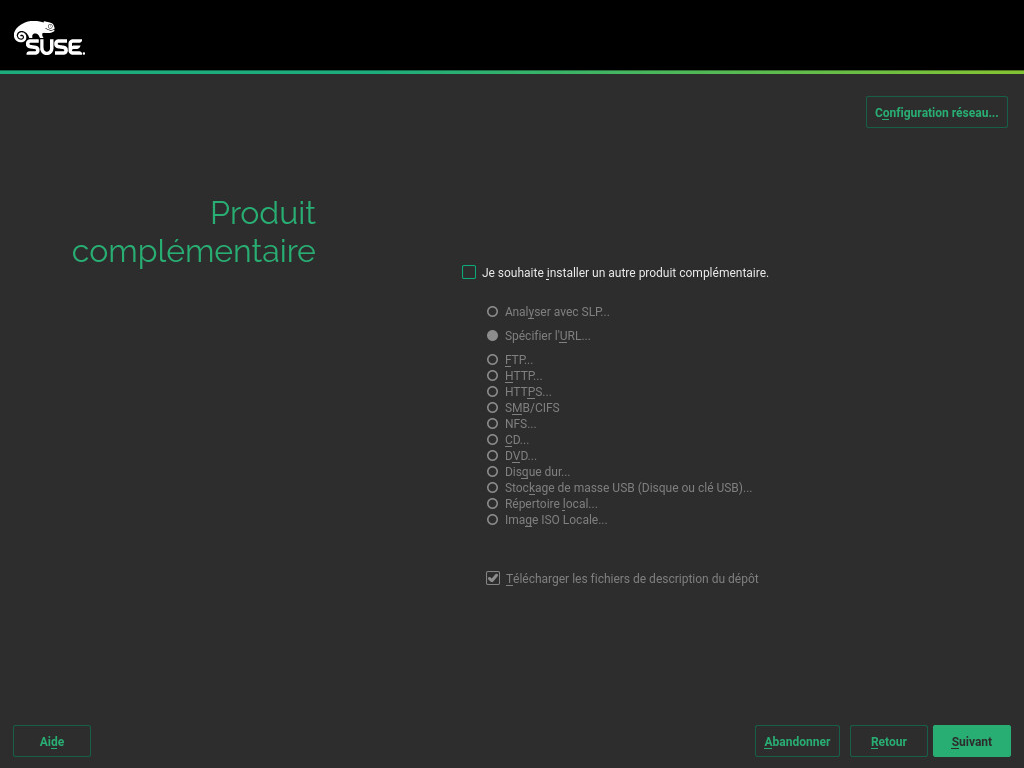 SUSE.
Configuration réseau...
Produit
complémentaire
Je souhaite installer un autre produit complémentaire.
Analyser avec SLP...
Spécifier l'URL...
FTP...
HTTP...
HTTPS...
SMB/CIFS
NFS...
CD...
DVD...
Disque dur...
Stockage de masse USB (Disque ou clé USB)...
Répertoire local...
Image ISO Locale...
Télécharger les fichiers de description du dépôt
Aide
Abandonner
Retour
Suivant